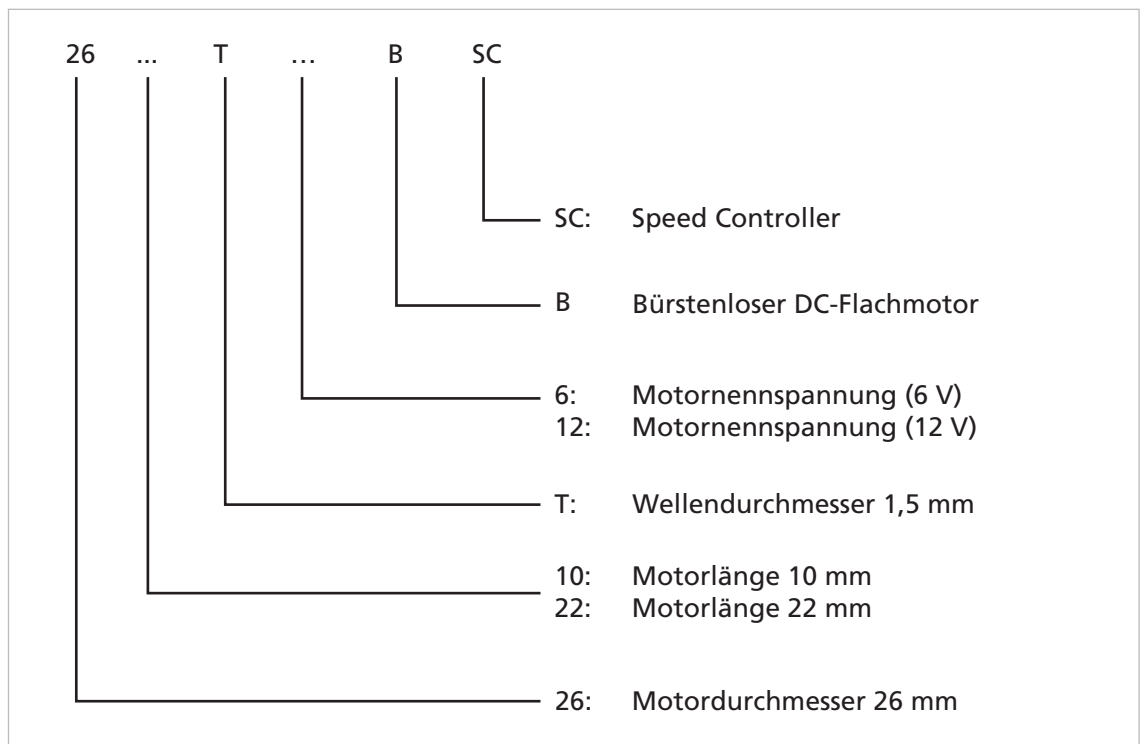 26 ... T ... B SC
SC: Speed Controller
B Bürstenloser DC-Flachmotor
6: Motornennspannung (6 V)
12: Motornennspannung (12 V)
T: Wellendurchmesser 1,5 mm
10: Motorlänge 10 mm
22: Motorlänge 22 mm
26: Motordurchmesser 26 mm